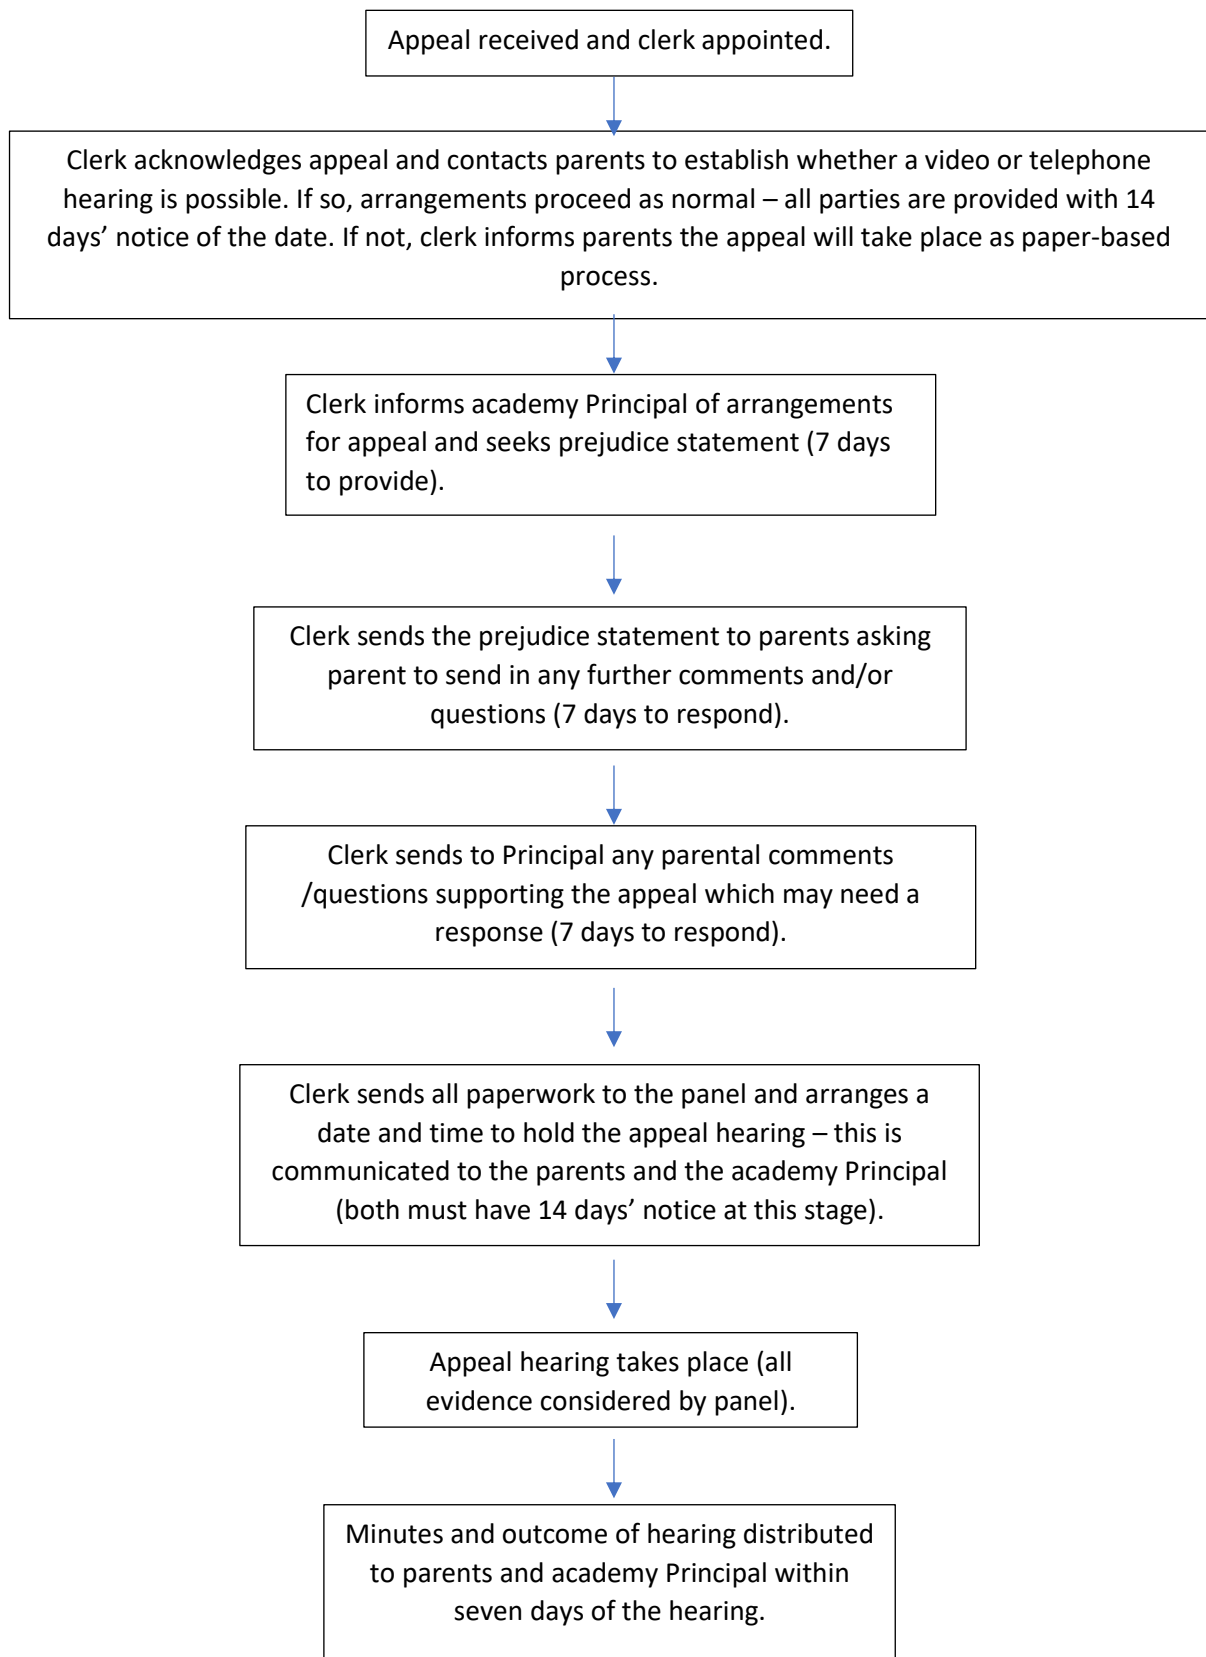 Appeal received and clerk appointed.
Clerk acknowledges appeal and contacts parents to establish whether a video or telephone
hearing is possible. If so, arrangements proceed as normal – all parties are provided with 14
days’ notice of the date. If not, clerk informs parents the appeal will take place as paper-based
process.
Clerk informs academy Principal of arrangements
for appeal and seeks prejudice statement (7 days
to provide).
Clerk sends the prejudice statement to parents asking
parent to send in any further comments and/or
questions (7 days to respond).
Clerk sends to Principal any parental comments
/questions supporting the appeal which may need a
response (7 days to respond).
Clerk sends all paperwork to the panel and arranges a
date and time to hold the appeal hearing – this is
communicated to the parents and the academy Principal
(both must have 14 days’ notice at this stage).
Appeal hearing takes place (all
evidence considered by panel).
Minutes and outcome of hearing distributed
to parents and academy Principal within
seven days of the hearing.